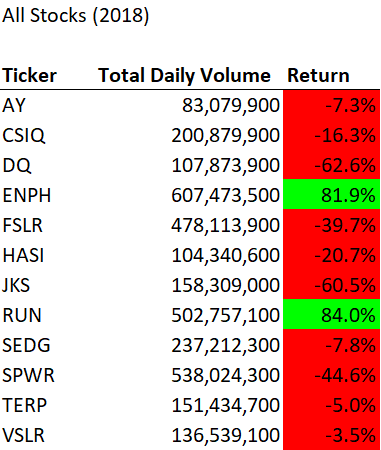 All Stocks (2018)
Ticker Total Daily Volume Return
AY 83,079,900 -7.3%
CSIQ 200,879,900 -16.3%
DQ 107,873,900 -62.6%
ENPH 607,473,500 81.9%
FSLR 478,113,900 -39.7%
HASI 104,340,600 -20.7%
JKS 158,309,000 -60.5%
RUN 502,757,100 84.0%
SEDG 237,212,300 -7.8%
SPWR 538,024,300 -44.6%
TERP 151,434,700 -5.0%
VSLR 136,539,100 -3.5%